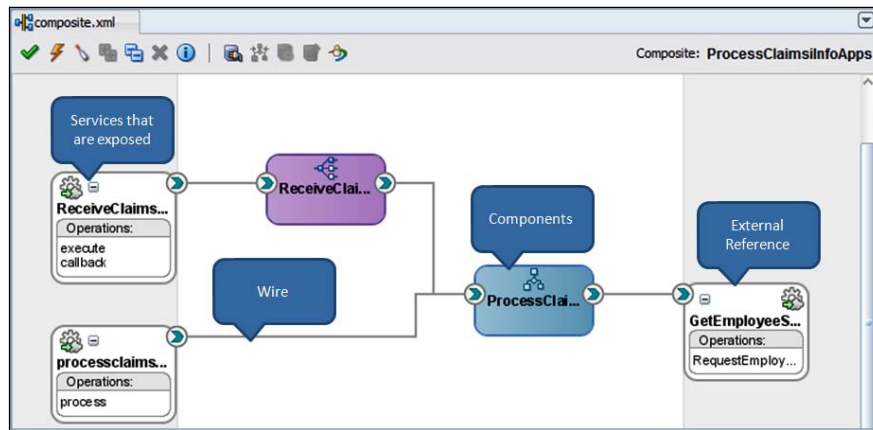 composite.xml
Composite: ProcessClaimsiInfoApps
Services that
are exposed
ReceiveClai...
ReceiveClaims...
Operations:
execute
callback
Components
External
Reference
Wire
ProcessClai...
GetEmployeeS...
Operations:
RequestEmploy...
processclaims...
Operations:
process